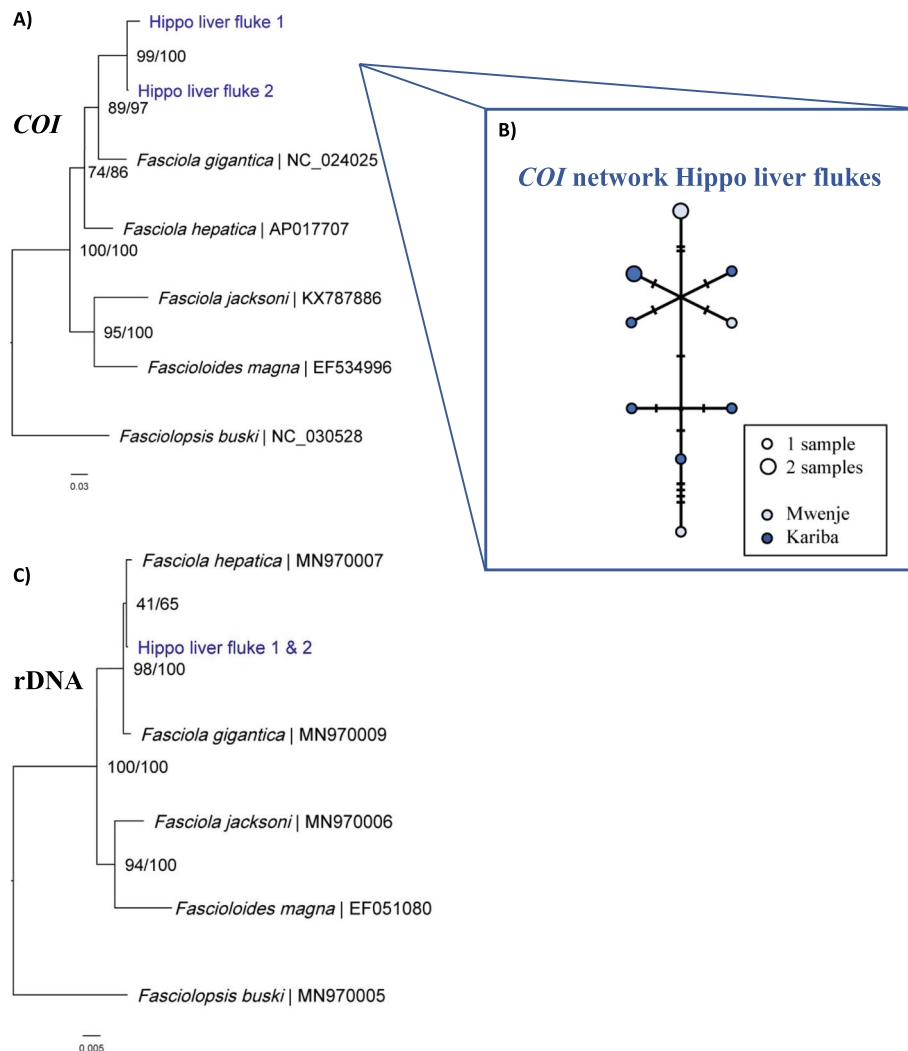 A)
Hippo liver fluke 1
99/100
Hippo liver fluke 2
89/97
COI
Fasciola gigantica | NC_024025
74/86
Fasciola hepatica | AP017707
100/100
Fasciola jacksoni | KX787886
95/100
Fascioloides magna | EF534996
Fasciolopsis buski | NC_030528
0.03
B)
COI network Hippo liver flukes
1 sample
2 samples
Mwenje
Kariba
C)
Fasciola hepatica | MN970007
41/65
Hippo liver fluke 1 & 2
98/100
rDNA
Fasciola gigantica | MN970009
100/100
Fasciola jacksoni | MN970006
94/100
Fascioloides magna | EF051080
Fasciolopsis buski | MN970005
0.005